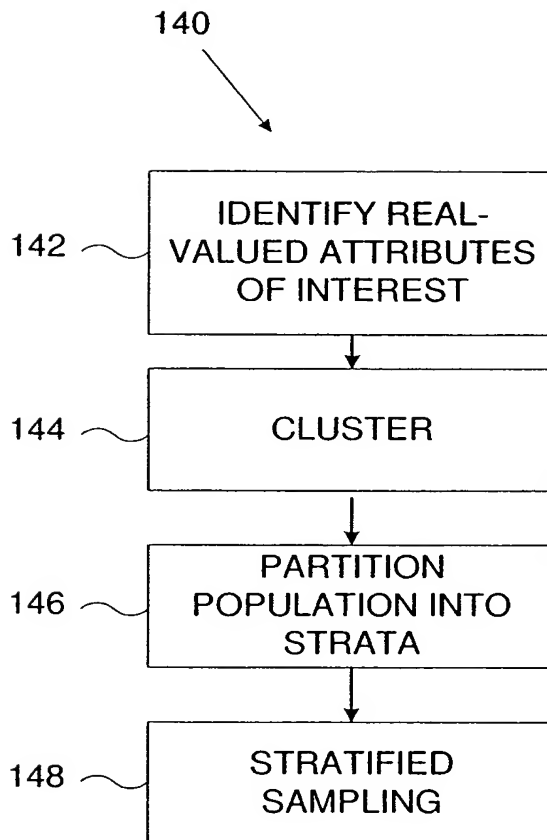 140
142
IDENTIFY REAL-
VALUED ATTRIBUTES
OF INTEREST
144
CLUSTER
146
PARTITION
POPULATION INTO
STRATA
148
STRATIFIED
SAMPLING